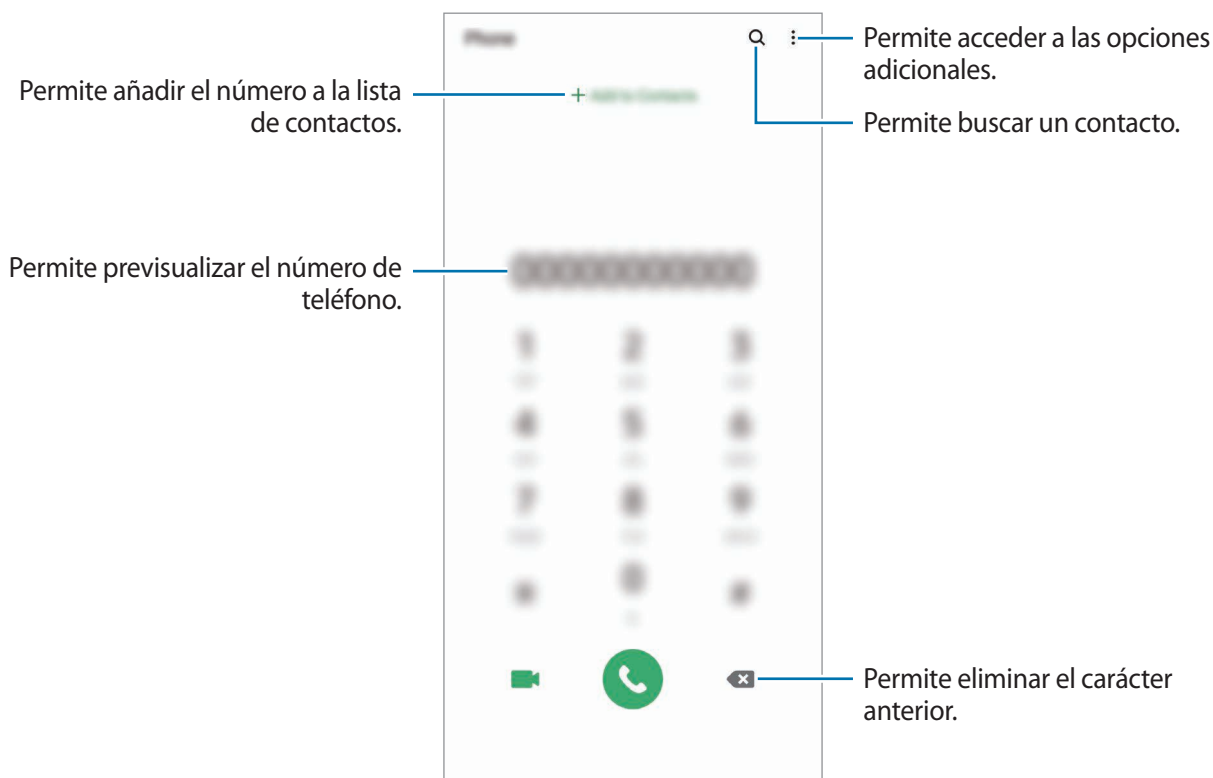 Phone
Permite acceder a las opciones
adicionales.
Permite añadir el número a la lista
de contactos.
+ Add to Contacts
Permite buscar un contacto.
Permite previsualizar el número de
teléfono.
1
2
3
4
5
6
7
8
9
0
#
Permite eliminar el carácter
anterior.